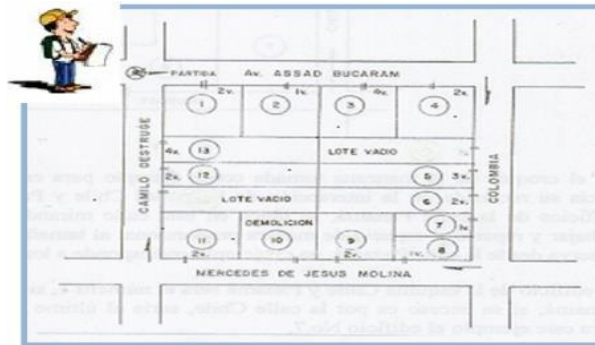 PARTIDA AV. ASSAD BUCARAM
2v. 1v. 4v. 2v.
1 2 3 4
CAMILO DESTRUGE
4v. 13 LOTE VACIO
2v. 12 5 3v.
COLOMBIA
LOTE VACIO 6 2v.
DEMOLICION 7 1v.
11 10 9 8
2v. 2v. 1v.
MERCEDES DE JESUS MOLINA